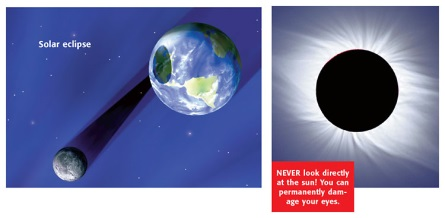 Solar eclipse
NEVER look directly
at the sun! You can
permanently dam-
age your eyes.